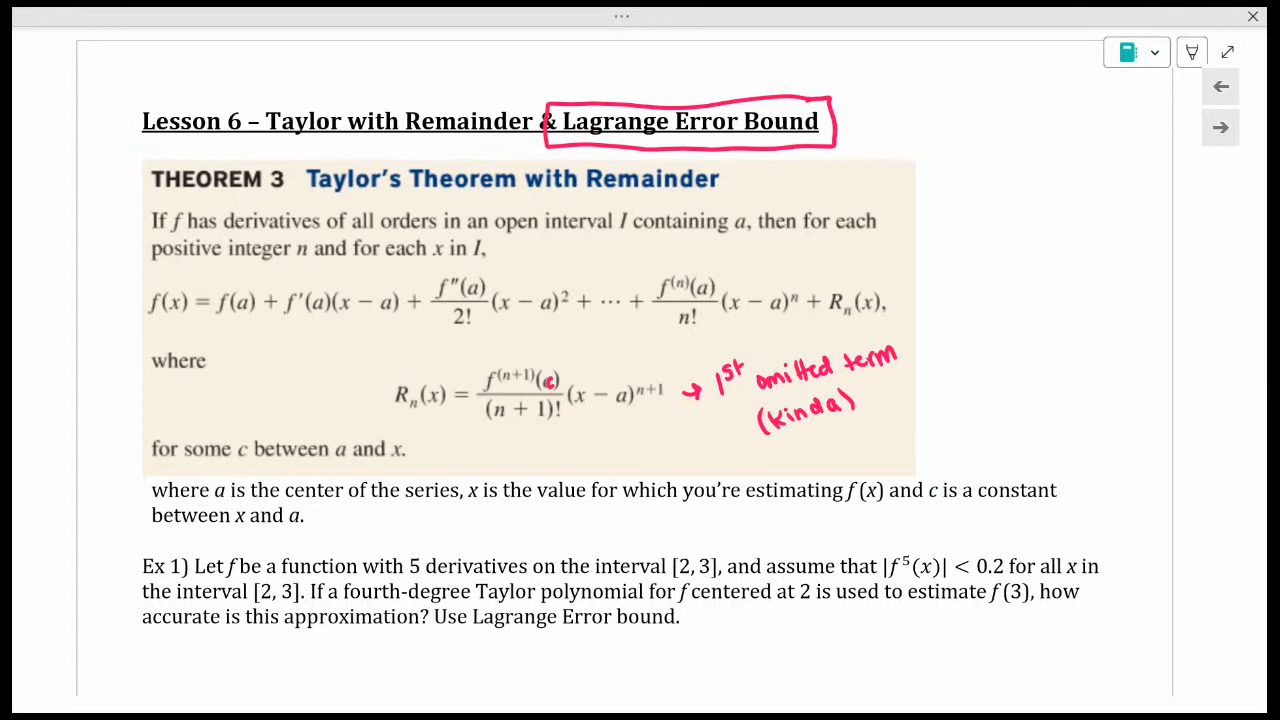 Lesson 6 – Taylor with Remainder & Lagrange Error Bound
THEOREM 3 Taylor's Theorem with Remainder
If f has derivatives of all orders in an open interval I containing a, then for each
positive integer n and for each x in I,
f(x) = f(a) + f′(a)(x − a) + f″(a)/2! (x − a)² + ··· + f⁽ⁿ⁾(a)/n! (x − a)ⁿ + Rₙ(x),
where
Rₙ(x) = f⁽ⁿ⁺¹⁾(c)/(n + 1)! (x − a)ⁿ⁺¹ → 1st omitted term
(kinda)
for some c between a and x.
where a is the center of the series, x is the value for which you're estimating f (x) and c is a constant
between x and a.
Ex 1) Let f be a function with 5 derivatives on the interval [2, 3], and assume that |f⁵(x)| < 0.2 for all x in
the interval [2, 3]. If a fourth-degree Taylor polynomial for f centered at 2 is used to estimate f (3), how
accurate is this approximation? Use Lagrange Error bound.